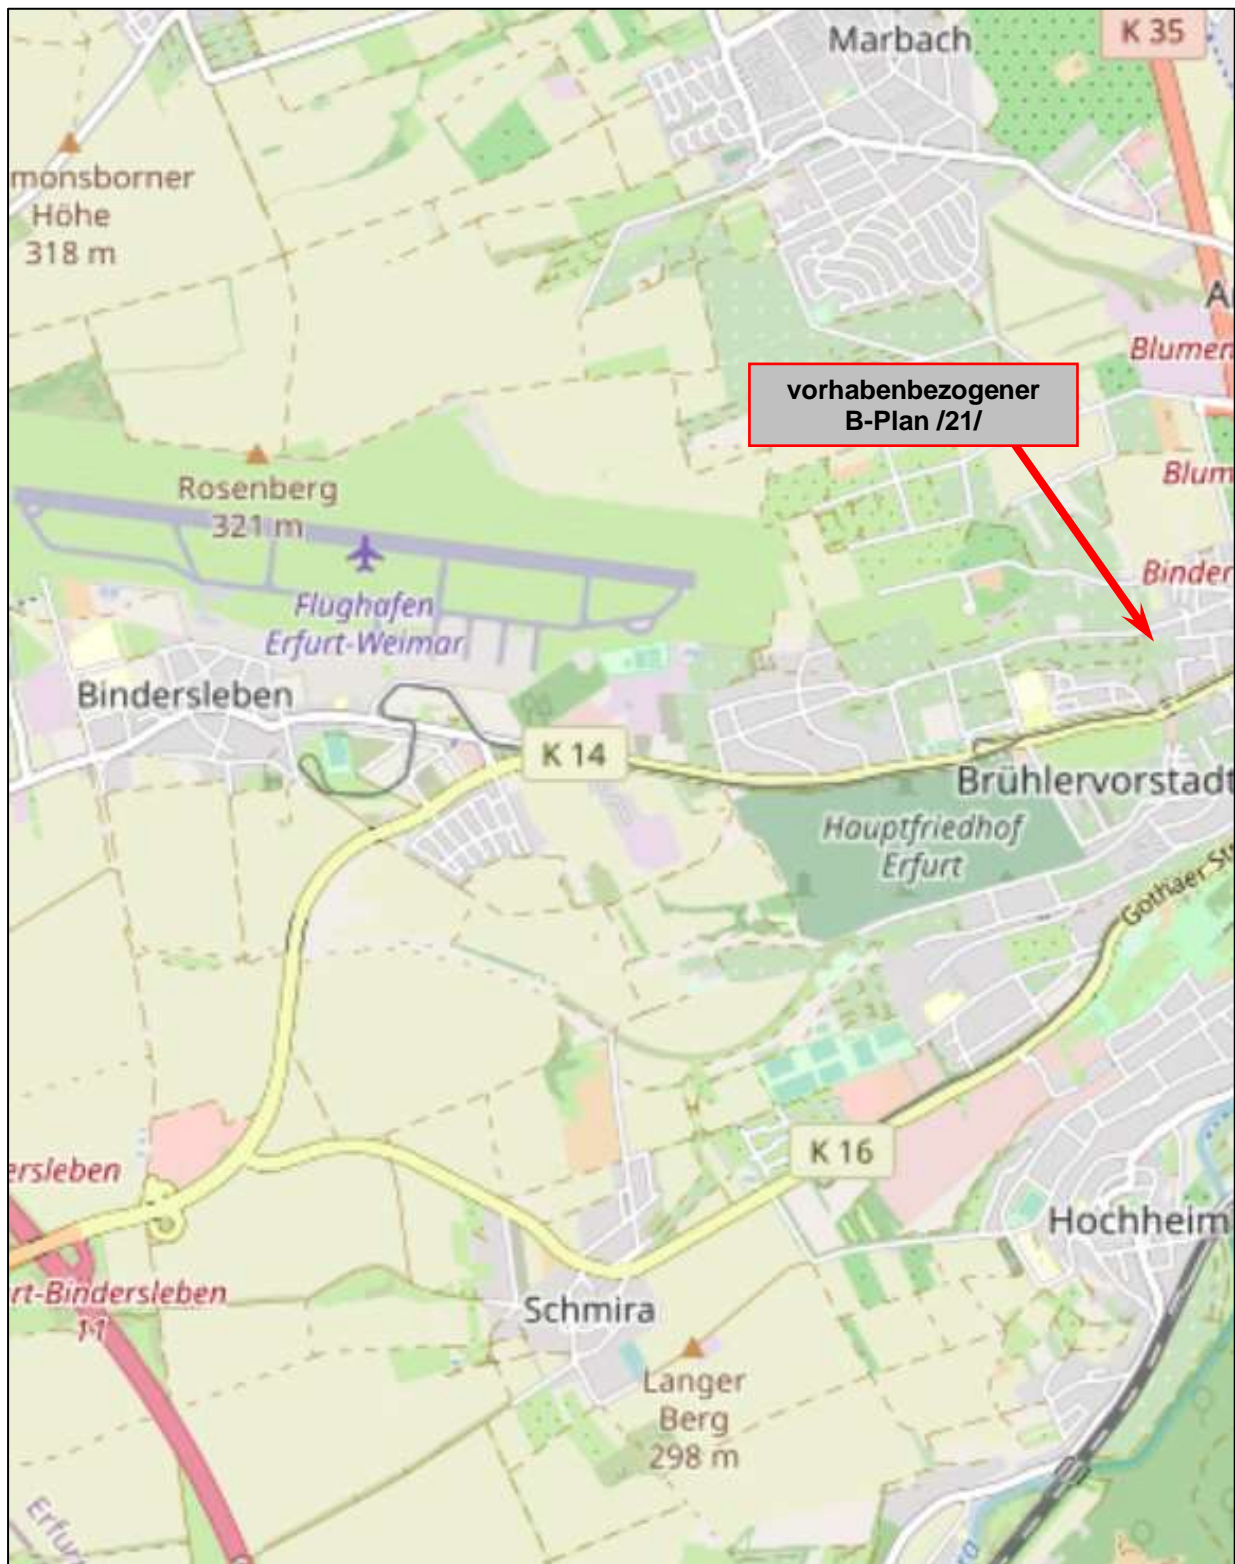 Marbach
K 35
monsborner
Höhe
318 m
A
Blumen
vorhabenbezogener
B-Plan /21/
Blum
Rosenberg
321 m
Binder
Flughafen
Erfurt-Weimar
Bindersleben
K 14
Brühlervorstadt
Hauptfriedhof
Erfurt
Gothaer St
K 16
ersleben
Hochheim
rt-Bindersleben
11
Schmira
Langer
Berg
298 m
Erfur